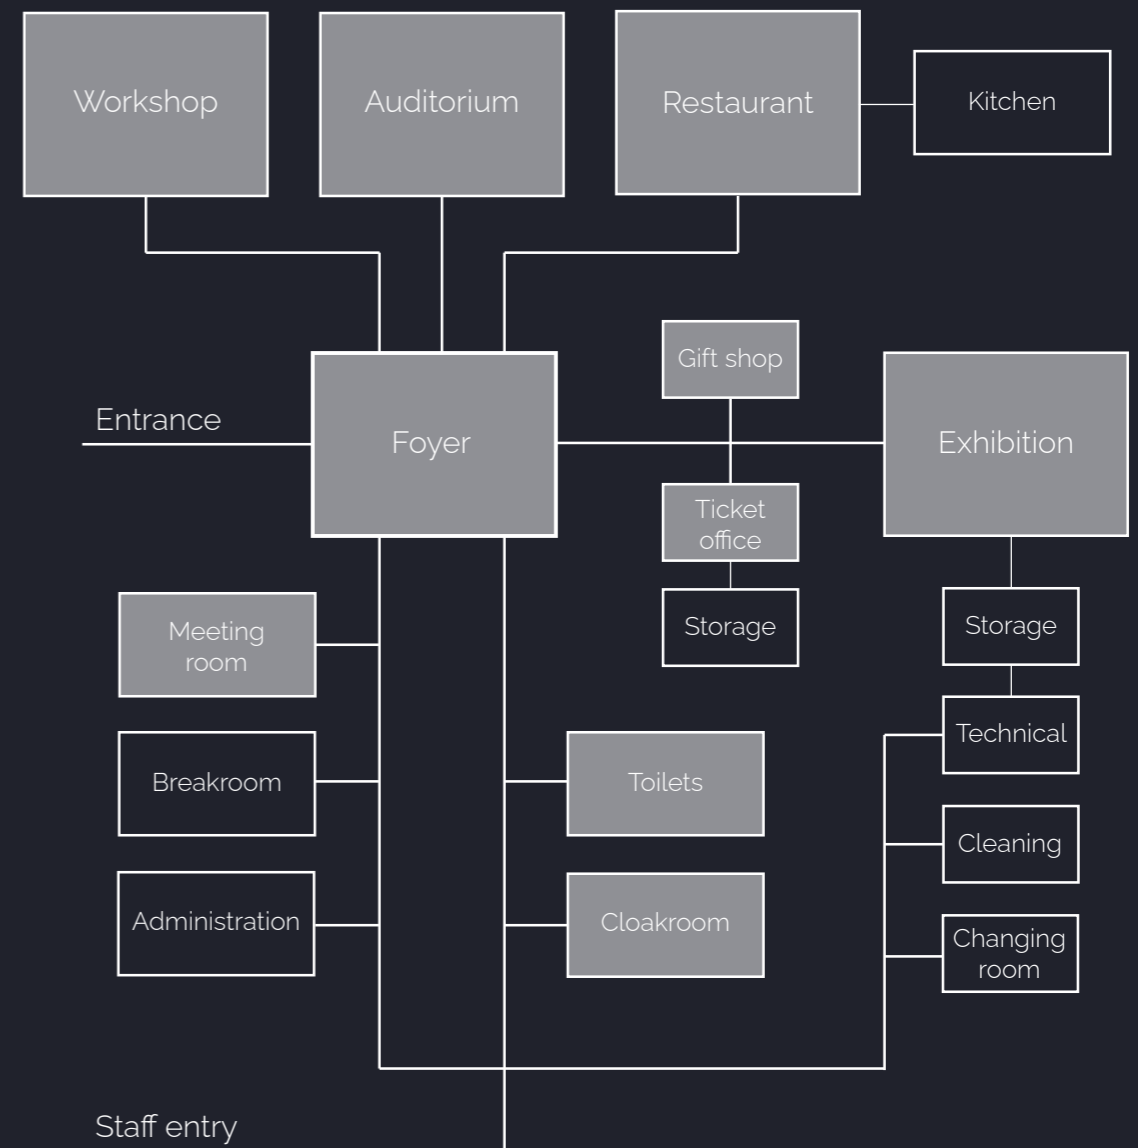 Workshop
Auditorium
Restaurant
Kitchen
Gift shop
Entrance
Foyer
Exhibition
Ticket
office
Storage
Storage
Meeting
room
Technical
Breakroom
Toilets
Cleaning
Administration
Cloakroom
Changing
room
Staff entry